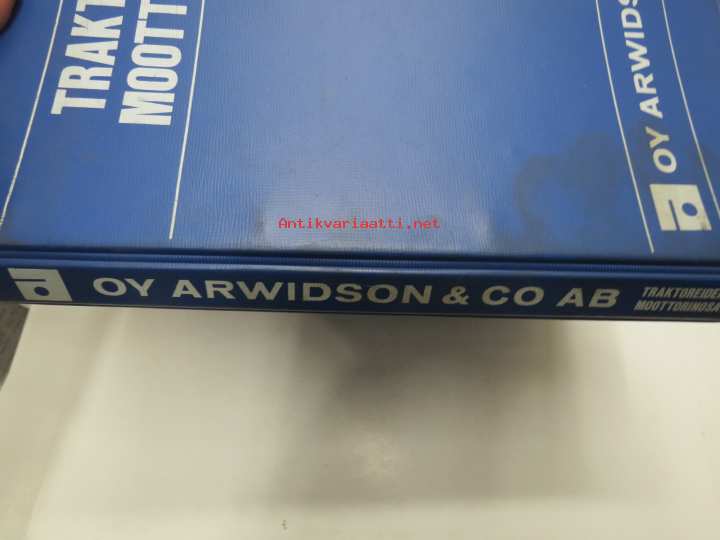 TRAKT
MOOTT
OY ARWIDS
Antikvariaatti.net
OY ARWIDSON & CO AB
TRAKTOREIDE
MOOTTORINOSA